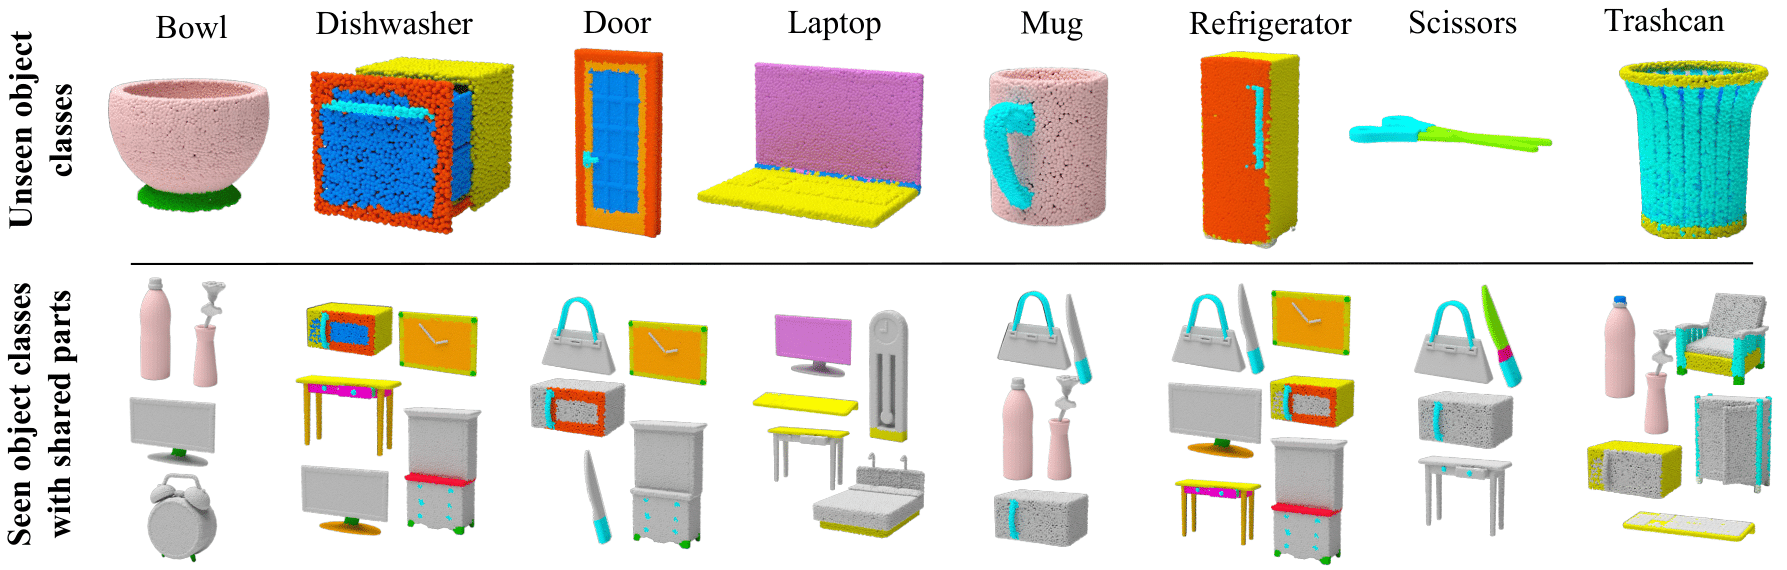 Bowl
Dishwasher
Door
Laptop
Mug
Refrigerator
Scissors
Trashcan
Unseen object
classes
Seen object classes
with shared parts